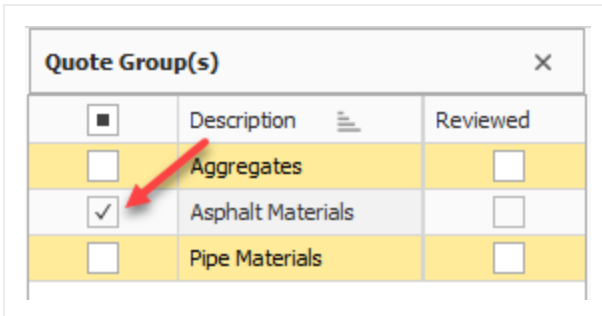 Quote Group(s)
Description Reviewed
Aggregates
Asphalt Materials
Pipe Materials